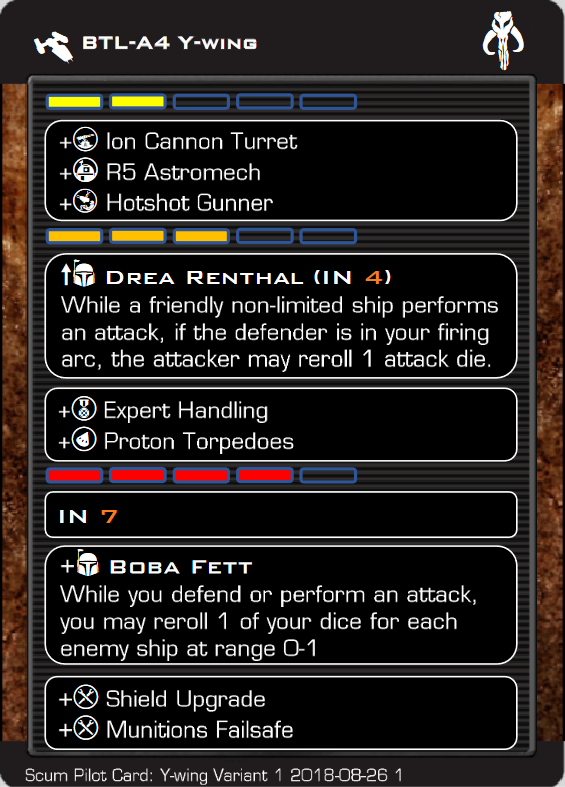 BTL-A4 Y-wing
+ Ion Cannon Turret
+ R5 Astromech
+ Hotshot Gunner
Drea Renthal (IN 4)
While a friendly non-limited ship performs
an attack, if the defender is in your firing
arc, the attacker may reroll 1 attack die.
+ Expert Handling
+ Proton Torpedoes
IN 7
+ Boba Fett
While you defend or perform an attack,
you may reroll 1 of your dice for each
enemy ship at range 0-1
+ Shield Upgrade
+ Munitions Failsafe
Scum Pilot Card: Y-wing Variant 1 2018-08-26 1